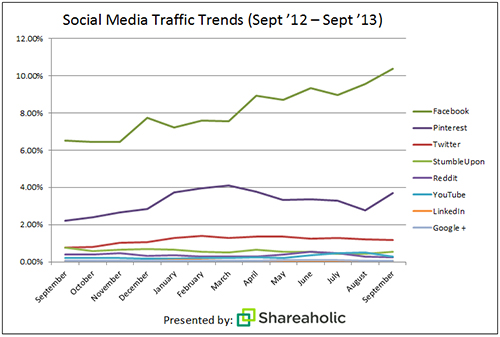 Social Media Traffic Trends (Sept '12 – Sept '13)
12.00%
10.00%
8.00%
6.00%
4.00%
2.00%
0.00%
September
October
November
December
January
February
March
April
May
June
July
August
September
Facebook
Pinterest
Twitter
StumbleUpon
Reddit
YouTube
LinkedIn
Google +
Presented by: Shareaholic